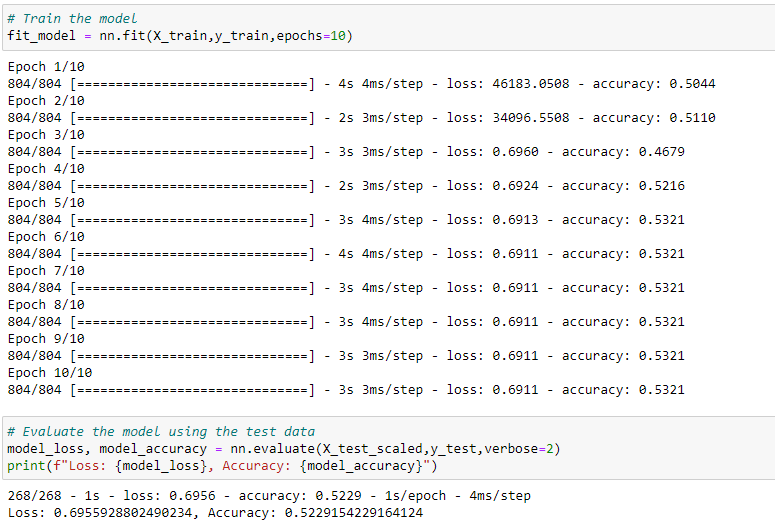 # Train the model
fit_model = nn.fit(X_train,y_train,epochs=10)
Epoch 1/10
804/804 [==============================] - 4s 4ms/step - loss: 46183.0508 - accuracy: 0.5044
Epoch 2/10
804/804 [==============================] - 2s 3ms/step - loss: 34096.5508 - accuracy: 0.5110
Epoch 3/10
804/804 [==============================] - 3s 3ms/step - loss: 0.6960 - accuracy: 0.4679
Epoch 4/10
804/804 [==============================] - 2s 3ms/step - loss: 0.6924 - accuracy: 0.5216
Epoch 5/10
804/804 [==============================] - 3s 4ms/step - loss: 0.6913 - accuracy: 0.5321
Epoch 6/10
804/804 [==============================] - 4s 4ms/step - loss: 0.6911 - accuracy: 0.5321
Epoch 7/10
804/804 [==============================] - 3s 4ms/step - loss: 0.6911 - accuracy: 0.5321
Epoch 8/10
804/804 [==============================] - 3s 4ms/step - loss: 0.6911 - accuracy: 0.5321
Epoch 9/10
804/804 [==============================] - 3s 3ms/step - loss: 0.6911 - accuracy: 0.5321
Epoch 10/10
804/804 [==============================] - 3s 3ms/step - loss: 0.6911 - accuracy: 0.5321
# Evaluate the model using the test data
model_loss, model_accuracy = nn.evaluate(X_test_scaled,y_test,verbose=2)
print(f"Loss: {model_loss}, Accuracy: {model_accuracy}")
268/268 - 1s - loss: 0.6956 - accuracy: 0.5229 - 1s/epoch - 4ms/step
Loss: 0.6955928802490234, Accuracy: 0.5229154229164124